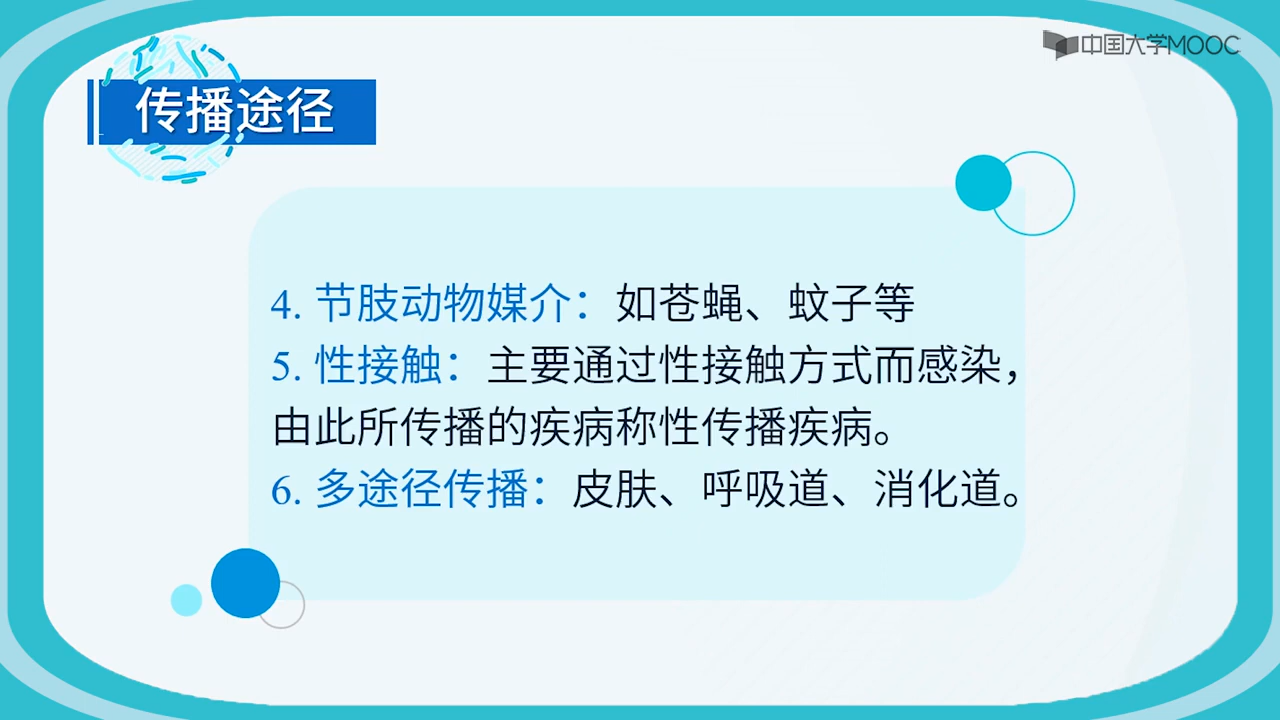 中国大学MOOC
传播途径
4. 节肢动物媒介：如苍蝇、蚊子等
5. 性接触：主要通过性接触方式而感染，
由此所传播的疾病称性传播疾病。
6. 多途径传播：皮肤、呼吸道、消化道。